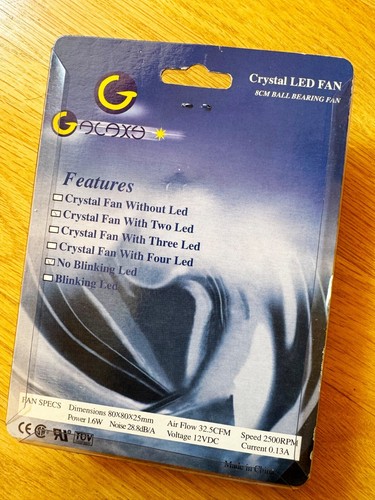 Crystal LED FAN
8CM BALL BEARING FAN
G
GALAXY
Features
Crystal Fan Without Led
Crystal Fan With Two Led
Crystal Fan With Three Led
Crystal Fan With Four Led
No Blinking Led
Blinking Led
FAN SPECS Dimensions 80X80X25mm Air Flow 32.5CFM Speed 2500RPM
Power 1.6W Noise 28.8dB/A Voltage 12VDC Current 0.13A
CE TUV
Made in China